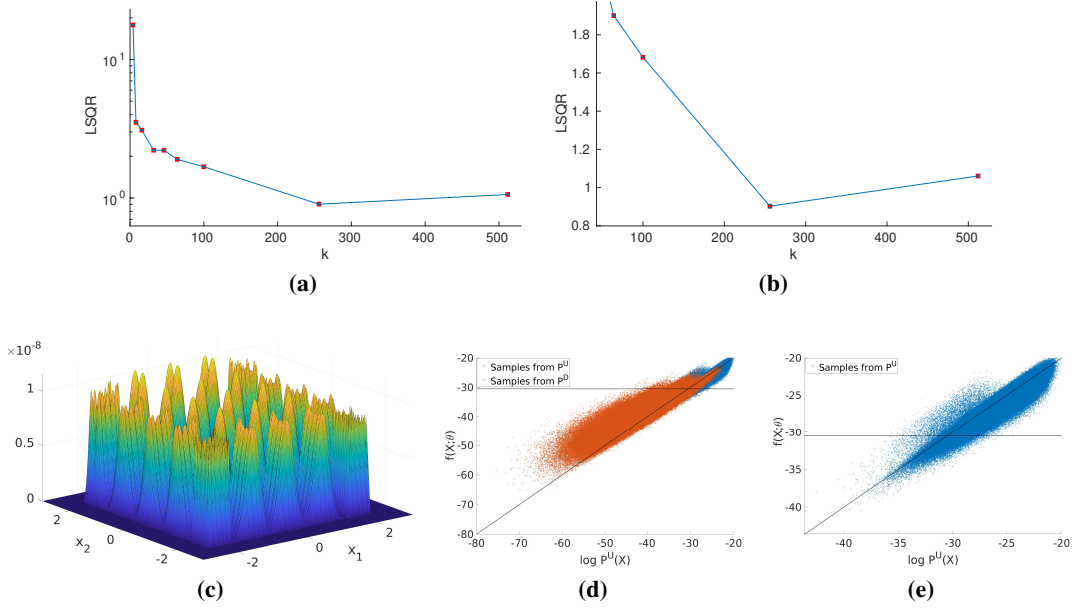 10^1
10^0
LSQR
0 100 200 300 400 500
k
(a)
1.8
1.6
1.4
1.2
1
0.8
LSQR
100 200 300 400 500
k
(b)
×10^-8
1
0.5
0
2
0
-2
x_2
-2
0
2
x_1
(c)
-20
-30
-40
-50
-60
-70
-80
f(X;θ)
Samples from P^U
Samples from P^D
-80 -70 -60 -50 -40 -30 -20
log P^U(X)
(d)
-20
-25
-30
-35
-40
f(X;θ)
Samples from P^U
-40 -35 -30 -25 -20
log P^U(X)
(e)